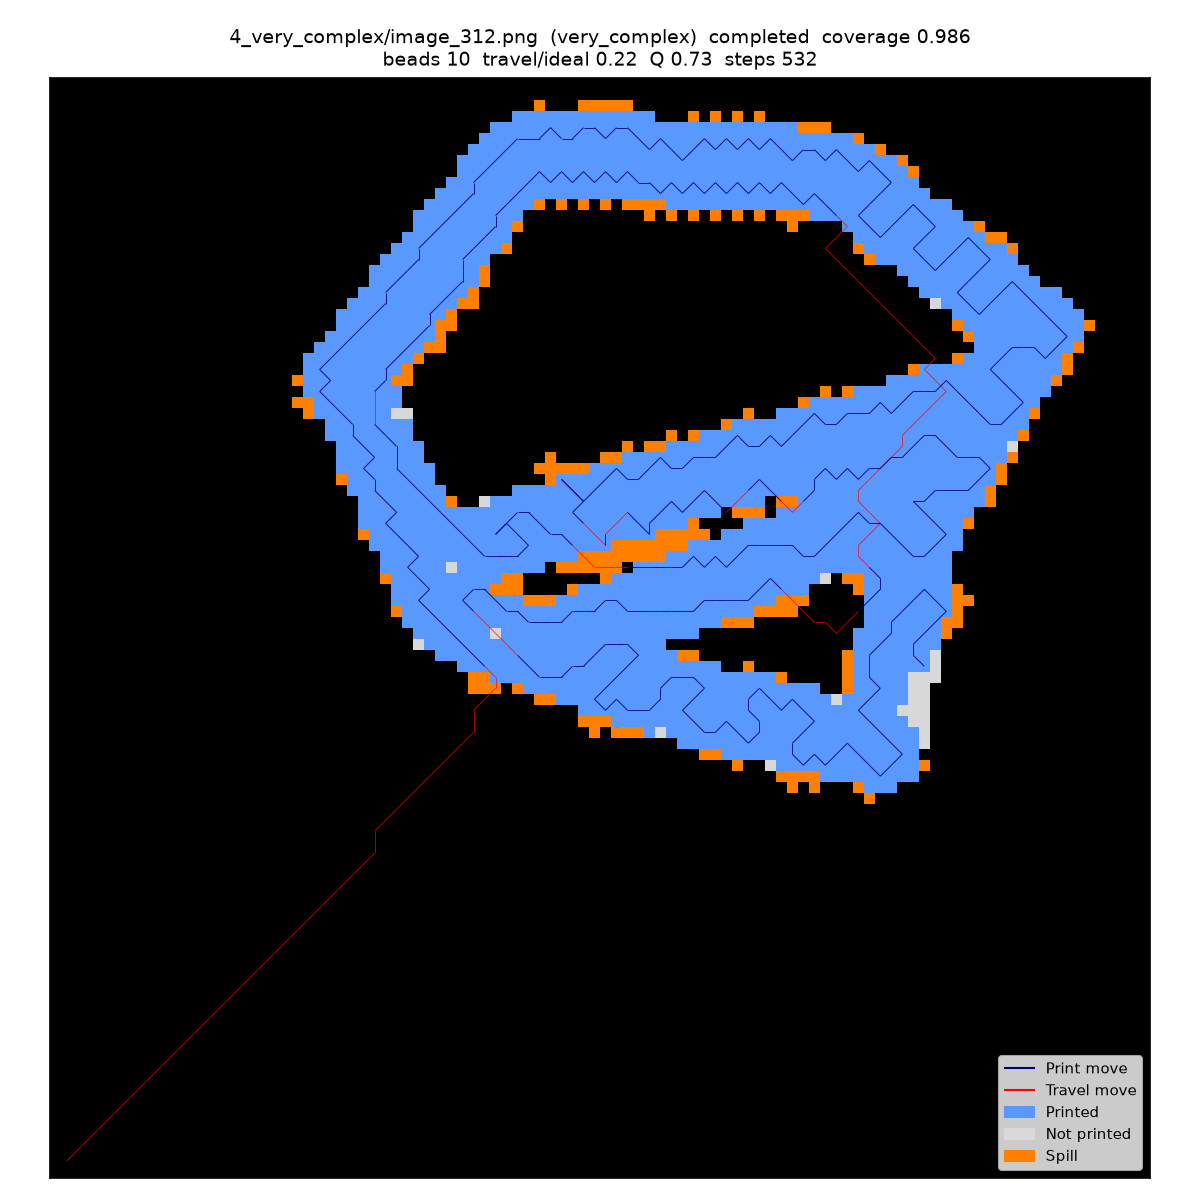 4_very_complex/image_312.png  (very_complex)  completed  coverage 0.986
beads 10  travel/ideal 0.22  Q 0.73  steps 532
Print move
Travel move
Printed
Not printed
Spill